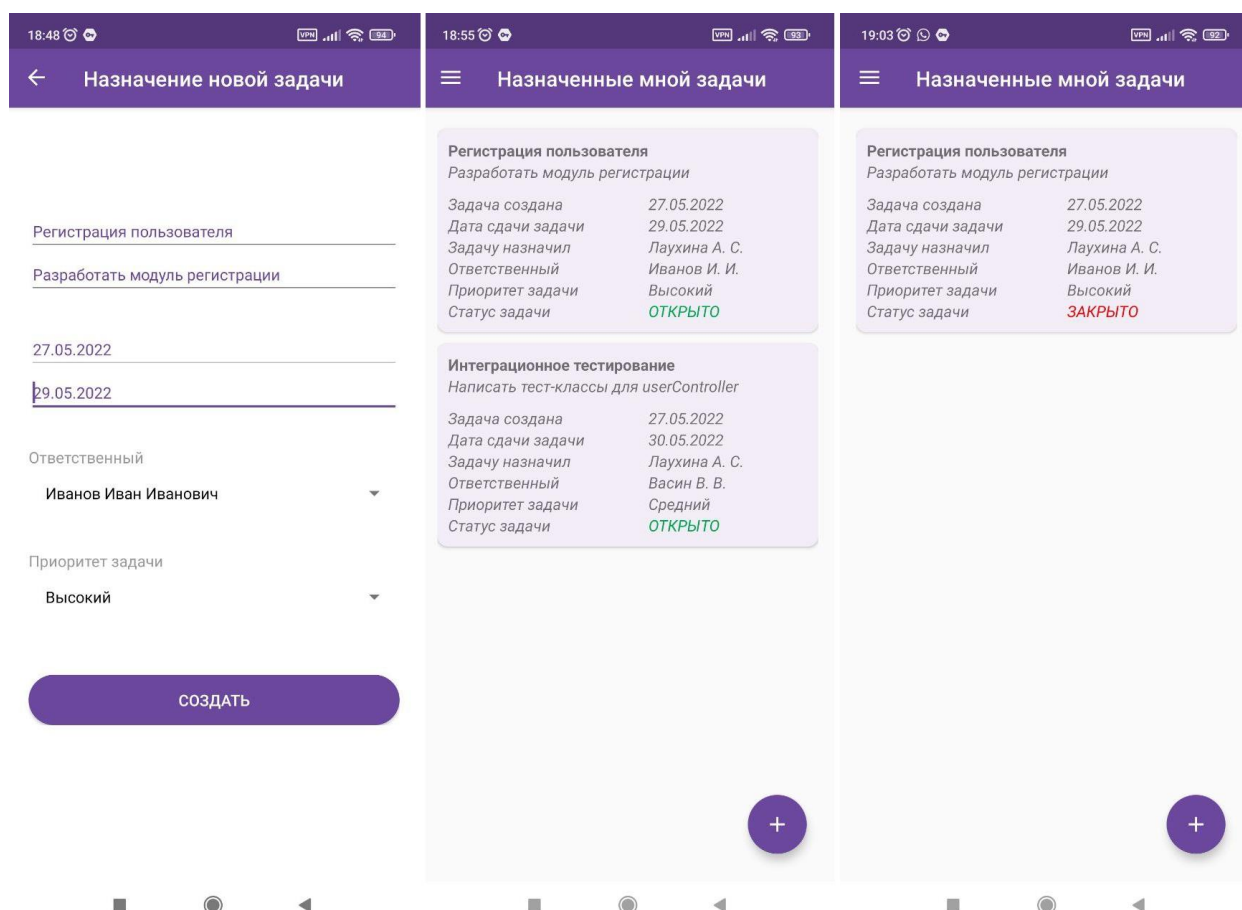 18:48
VPN 94
Назначение новой задачи
Регистрация пользователя
Разработать модуль регистрации
27.05.2022
29.05.2022
Ответственный
Иванов Иван Иванович
Приоритет задачи
Высокий
СОЗДАТЬ
18:55
VPN 93
Назначенные мной задачи
Регистрация пользователя
Разработать модуль регистрации
Задача создана 27.05.2022
Дата сдачи задачи 29.05.2022
Задачу назначил Лаухина А. С.
Ответственный Иванов И. И.
Приоритет задачи Высокий
Статус задачи ОТКРЫТО
Интеграционное тестирование
Написать тест-классы для userController
Задача создана 27.05.2022
Дата сдачи задачи 30.05.2022
Задачу назначил Лаухина А. С.
Ответственный Васин В. В.
Приоритет задачи Средний
Статус задачи ОТКРЫТО
+
19:03
VPN 92
Назначенные мной задачи
Регистрация пользователя
Разработать модуль регистрации
Задача создана 27.05.2022
Дата сдачи задачи 29.05.2022
Задачу назначил Лаухина А. С.
Ответственный Иванов И. И.
Приоритет задачи Высокий
Статус задачи ЗАКРЫТО
+